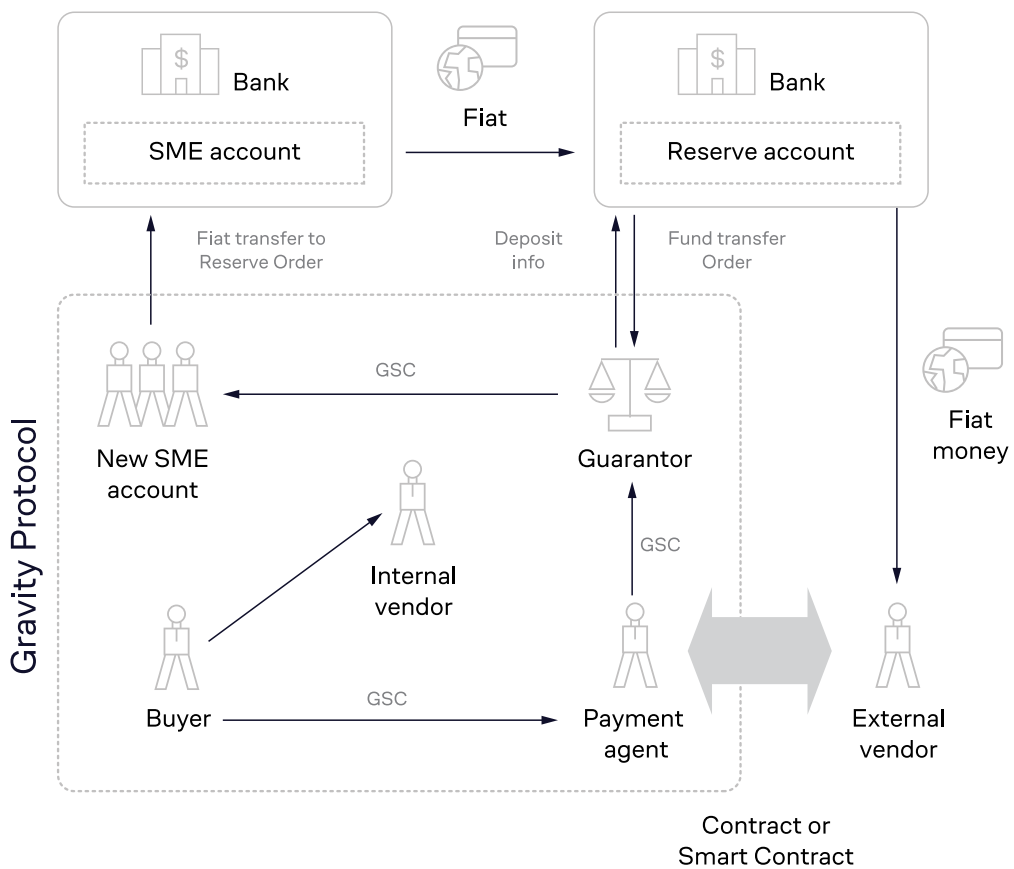 $
Bank
SME account
Fiat
$
Bank
Reserve account
Fiat transfer to
Reserve Order
Deposit
info
Fund transfer
Order
Gravity Protocol
GSC
New SME
account
Guarantor
Fiat
money
Internal
vendor
GSC
Buyer
GSC
Payment
agent
External
vendor
Contract or
Smart Contract